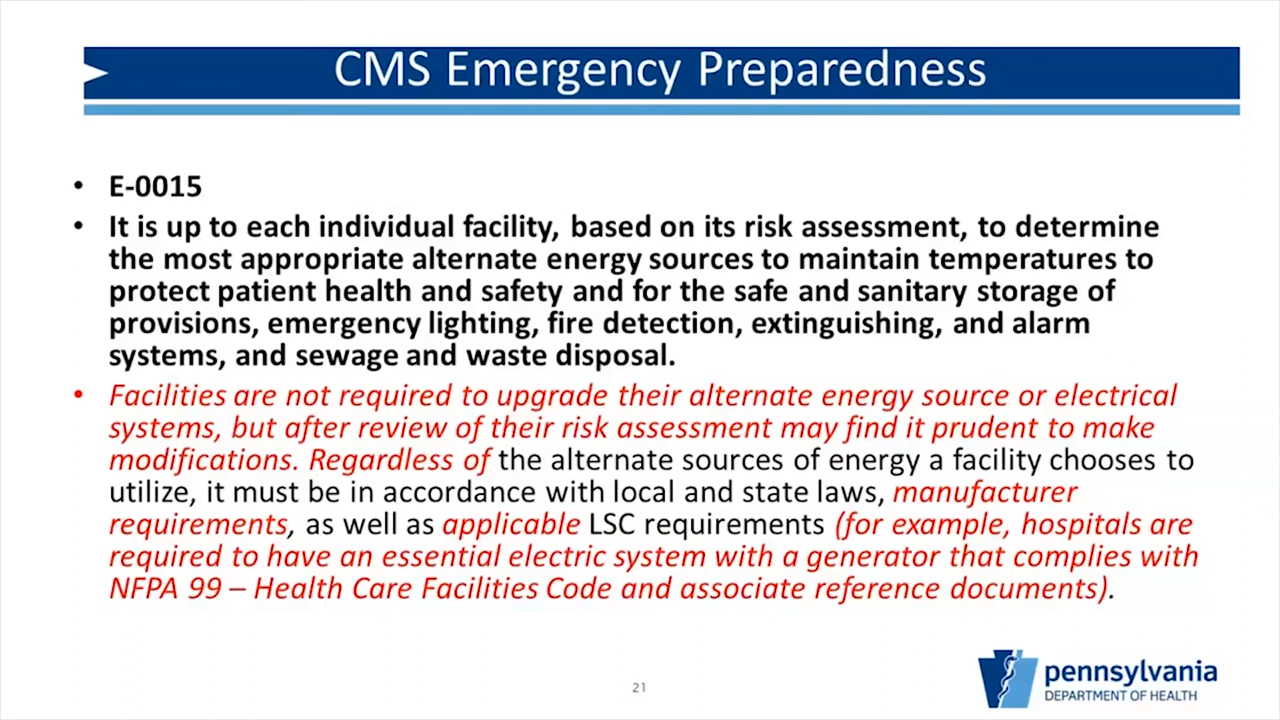 CMS Emergency Preparedness
• E-0015
• It is up to each individual facility, based on its risk assessment, to determine
the most appropriate alternate energy sources to maintain temperatures to
protect patient health and safety and for the safe and sanitary storage of
provisions, emergency lighting, fire detection, extinguishing, and alarm
systems, and sewage and waste disposal.
• Facilities are not required to upgrade their alternate energy source or electrical
systems, but after review of their risk assessment may find it prudent to make
modifications. Regardless of the alternate sources of energy a facility chooses to
utilize, it must be in accordance with local and state laws, manufacturer
requirements, as well as applicable LSC requirements (for example, hospitals are
required to have an essential electric system with a generator that complies with
NFPA 99 – Health Care Facilities Code and associate reference documents).
21
pennsylvania
DEPARTMENT OF HEALTH